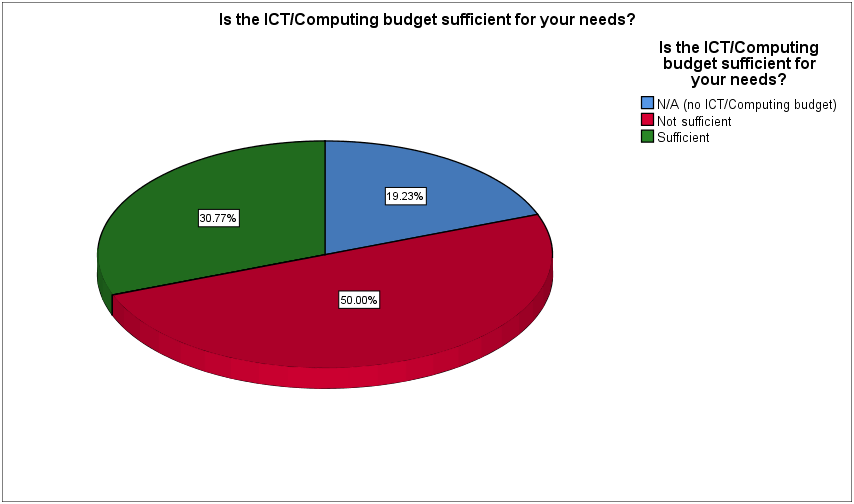 Is the ICT/Computing budget sufficient for your needs?
Is the ICT/Computing
budget sufficient for
your needs?
N/A (no ICT/Computing budget)
Not sufficient
Sufficient
19.23%
30.77%
50.00%